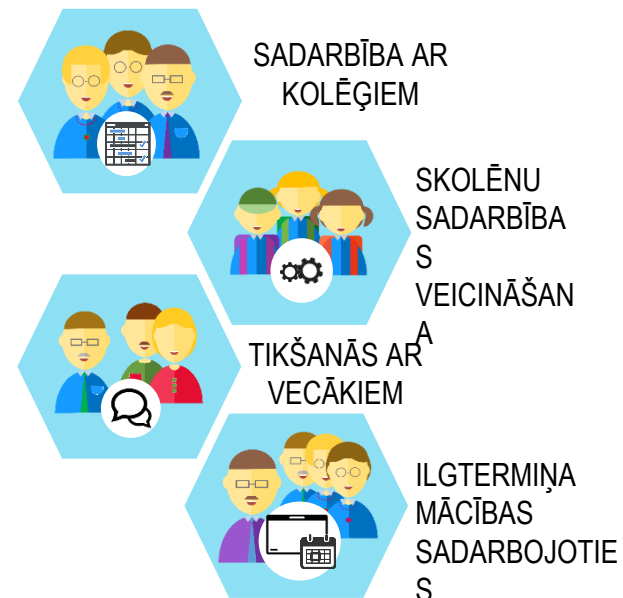 SADARBĪBA AR
KOLĒĢIEM
SKOLĒNU
SADARBĪBA
S
VEICINĀŠAN
A
TIKŠANĀS AR
VECĀKIEM
ILGTERMIŅA
MĀCĪBAS
SADARBOJOTIE
S